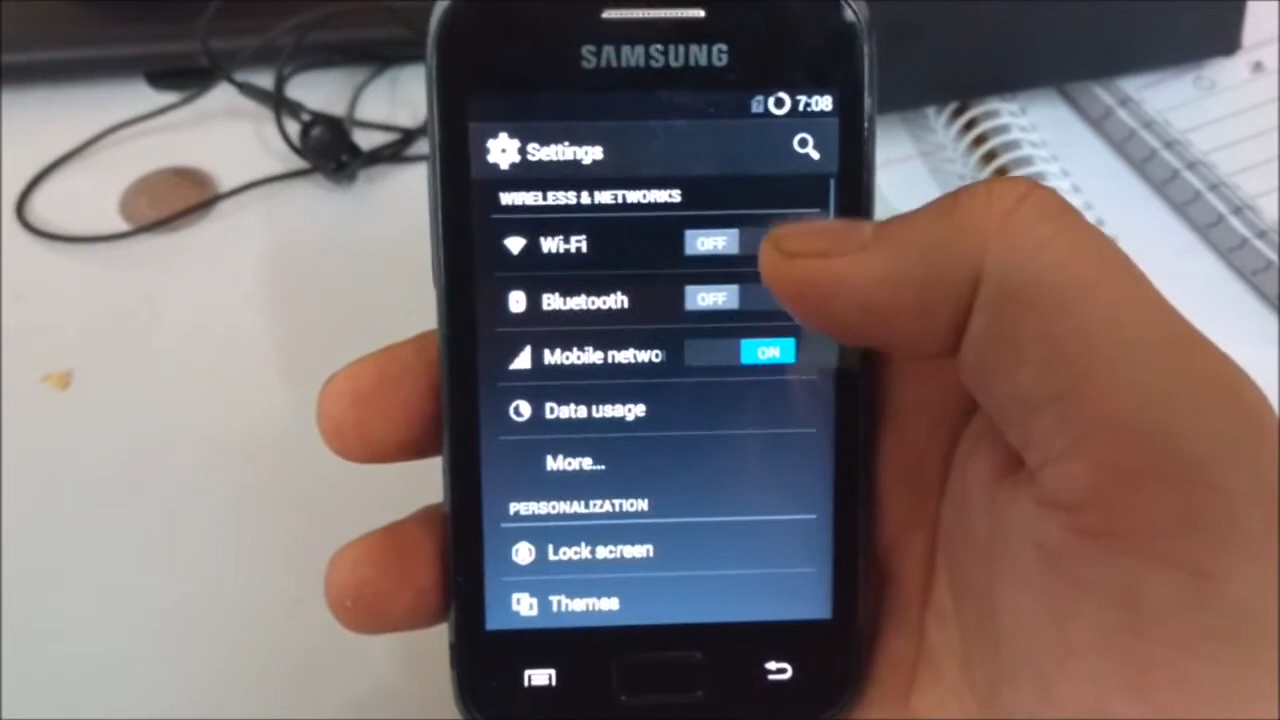 SAMSUNG
7:08
Settings
WIRELESS & NETWORKS
Wi-Fi OFF
Bluetooth OFF
Mobile netwo ON
Data usage
More...
PERSONALIZATION
Lock screen
Themes